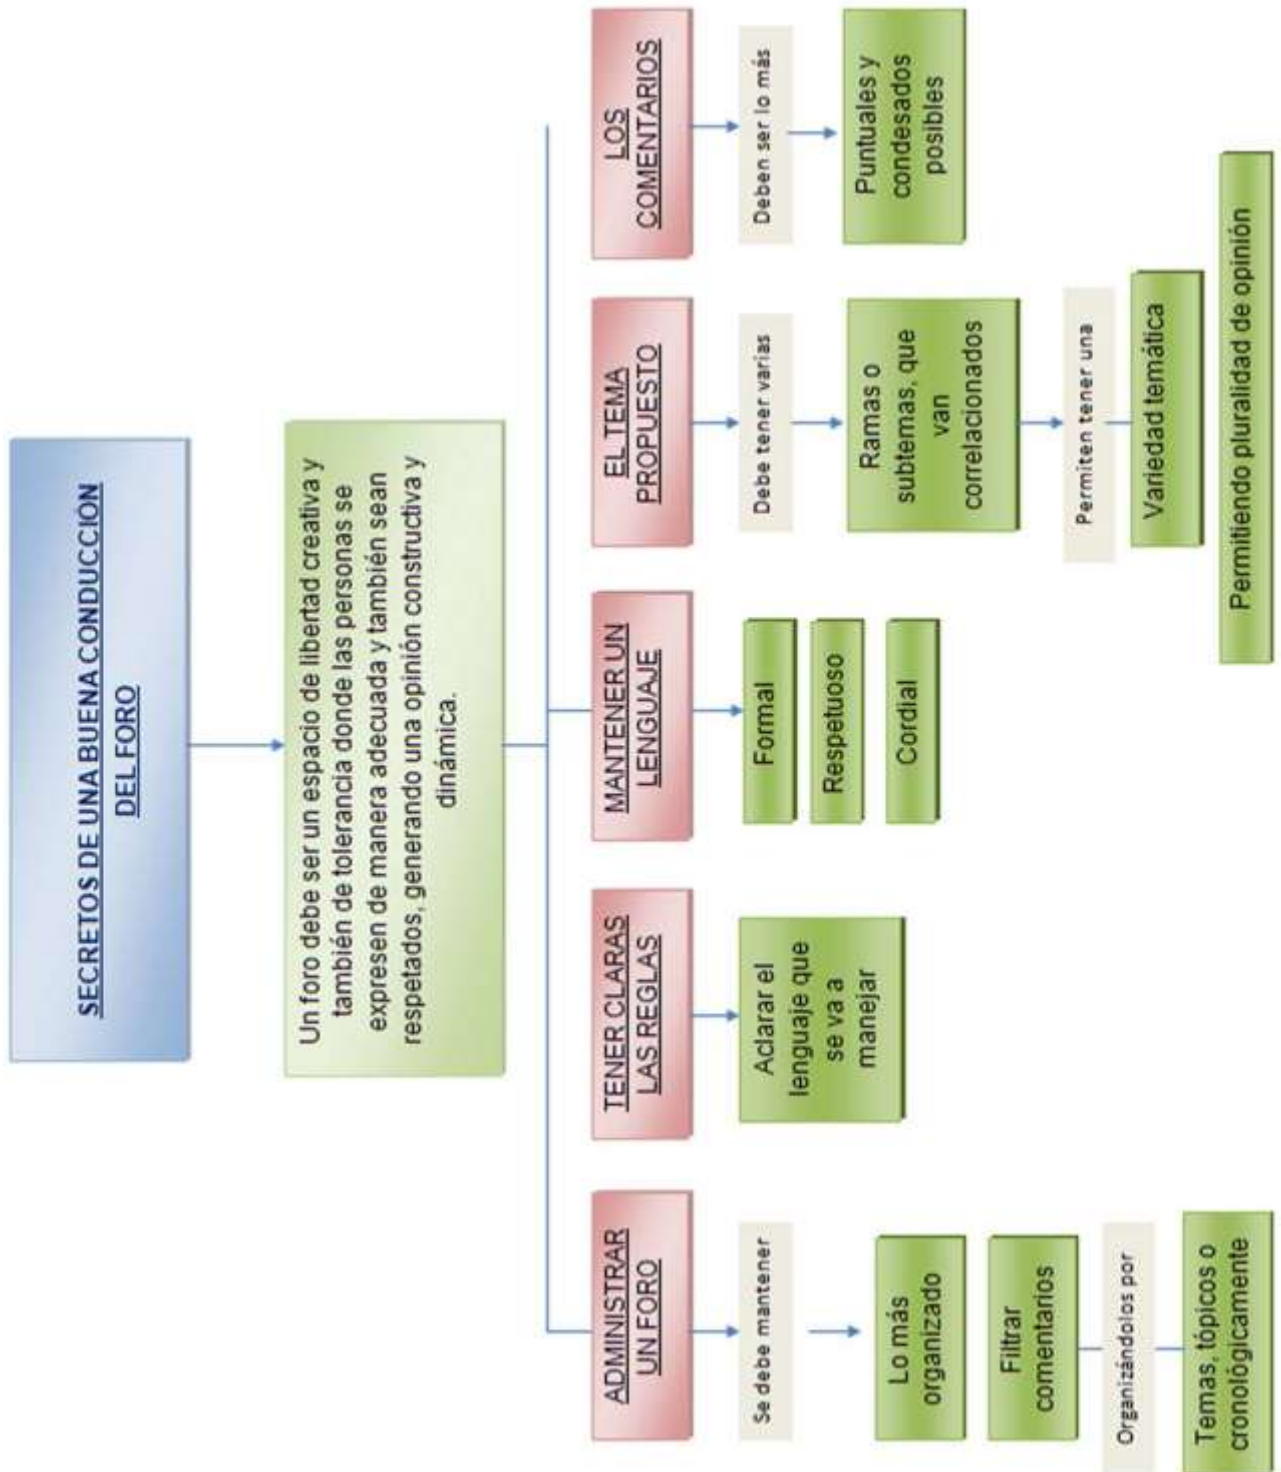 SECRETOS DE UNA BUENA CONDUCCION
DEL FORO
Un foro debe ser un espacio de libertad creativa y
también de tolerancia donde las personas se
expresen de manera adecuada y también sean
respetados, generando una opinión constructiva y
dinámica.
ADMINISTRAR
UN FORO
Se debe mantener
Lo más
organizado
Filtrar
comentarios
Organizándolos por
Temas, tópicos o
cronológicamente
TENER CLARAS
LAS REGLAS
Aclarar el
lenguaje que
se va a
manejar
MANTENER UN
LENGUAJE
Formal
Respetuoso
Cordial
EL TEMA
PROPUESTO
Debe tener varias
Ramas o
subtemas, que
van
correlacionados
Permiten tener una
Variedad temática
Permitiendo pluralidad de opinión
LOS
COMENTARIOS
Deben ser lo más
Puntuales y
condesados
posibles